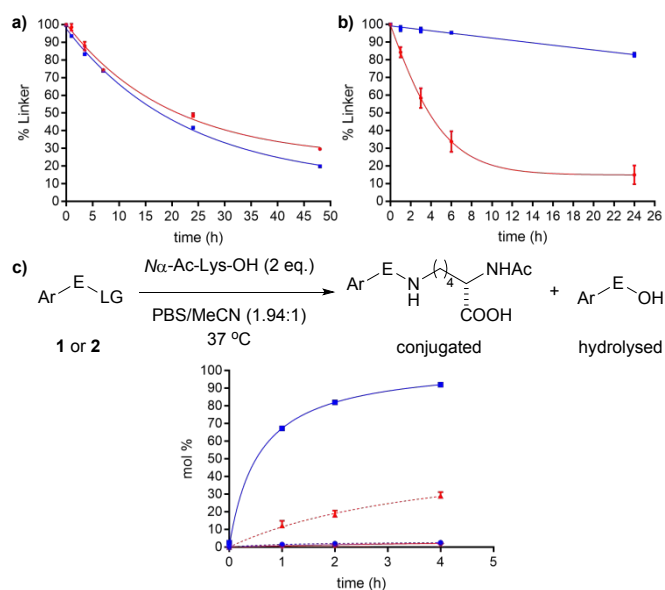 a)
100
90
80
70
60
50
40
30
20
10
0
% Linker
0 5 10 15 20 25 30 35 40 45 50
time (h)
b)
100
90
80
70
60
50
40
30
20
10
0
% Linker
0 2 4 6 8 10 12 14 16 18 20 22 24 26
time (h)
c)
Nα-Ac-Lys-OH (2 eq.)
PBS/MeCN (1.94:1)
37 °C
Ar E LG
1 or 2
Ar E N H ( )4 NHAc
COOH
conjugated
+
Ar E OH
hydrolysed
100
90
80
70
60
50
40
30
20
10
0
mol %
0 1 2 3 4 5
time (h)